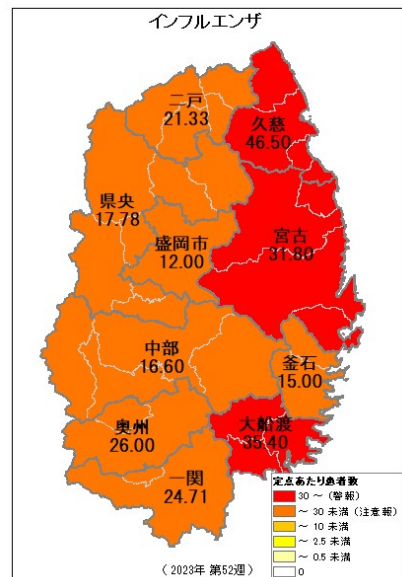 インフルエンザ
二戸
21.33
久慈
46.50
県央
17.78
盛岡市
12.00
宮古
31.80
中部
16.60
釜石
15.00
奥州
26.00
大船渡
35.40
一関
24.71
定点あたり患者数
30 ~ (警報)
~ 30 未満 (注意報)
~ 10 未満
~ 2.5 未満
~ 0.5 未満
0
( 2023年 第52週 )